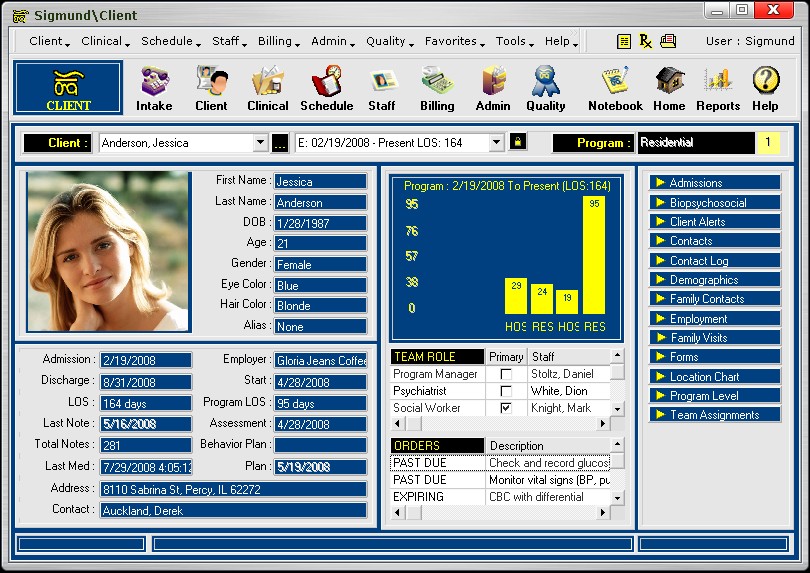 Sigmund\Client
Client Clinical Schedule Staff Billing Admin Quality Favorites Tools Help Rx User : Sigmund
CLIENT Intake Client Clinical Schedule Staff Billing Admin Quality Notebook Home Reports Help
Client : Anderson, Jessica ... E: 02/19/2008 - Present LOS: 164 Program : Residential 1
First Name : Jessica
Last Name : Anderson
DOB : 1/28/1987
Age : 21
Gender : Female
Eye Color : Blue
Hair Color : Blonde
Alias : None
Admission : 2/19/2008 Employer : Gloria Jeans Coffee
Discharge : 8/31/2008 Start : 4/28/2008
LOS : 164 days Program LOS : 95 days
Last Note : 5/16/2008 Assessment : 4/28/2008
Total Notes : 281 Behavior Plan :
Last Med : 7/29/2008 4:05:12 Plan : 5/19/2008
Address : 8110 Sabrina St, Percy, IL 62272
Contact : Auckland, Derek
Program : 2/19/2008 To Present (LOS:164)
95
76
57
38
0
29 24 19 95
HOS RES HOS RES
TEAM ROLE Primary Staff
Program Manager Stoltz, Daniel
Psychiatrist White, Dion
Social Worker Knight, Mark
ORDERS Description
PAST DUE Check and record glucos
PAST DUE Monitor vital signs (BP, pu
EXPIRING CBC with differential
Admissions
Biopsychosocial
Client Alerts
Contacts
Contact Log
Demographics
Family Contacts
Employment
Family Visits
Forms
Location Chart
Program Level
Team Assignments